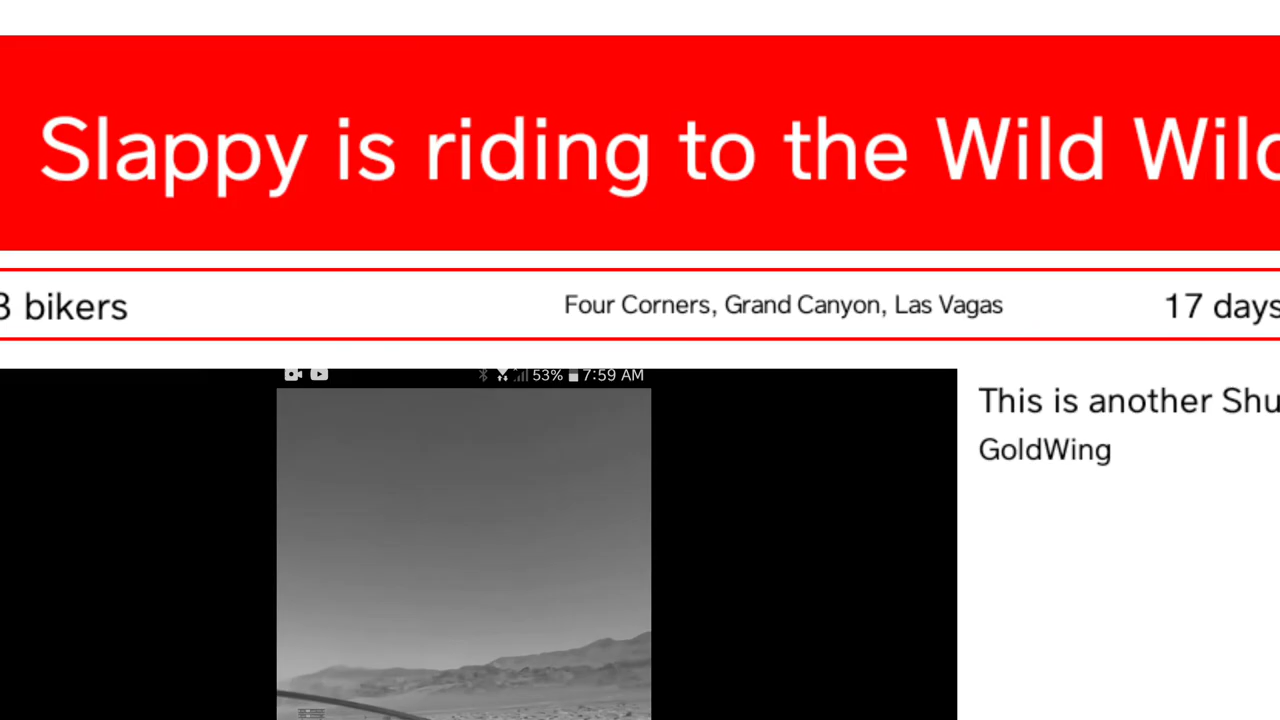 Slappy is riding to the Wild
bikers
Four Corners, Grand Canyon, Las Vagas
17 days
53% 7:59 AM
This is another
GoldWing